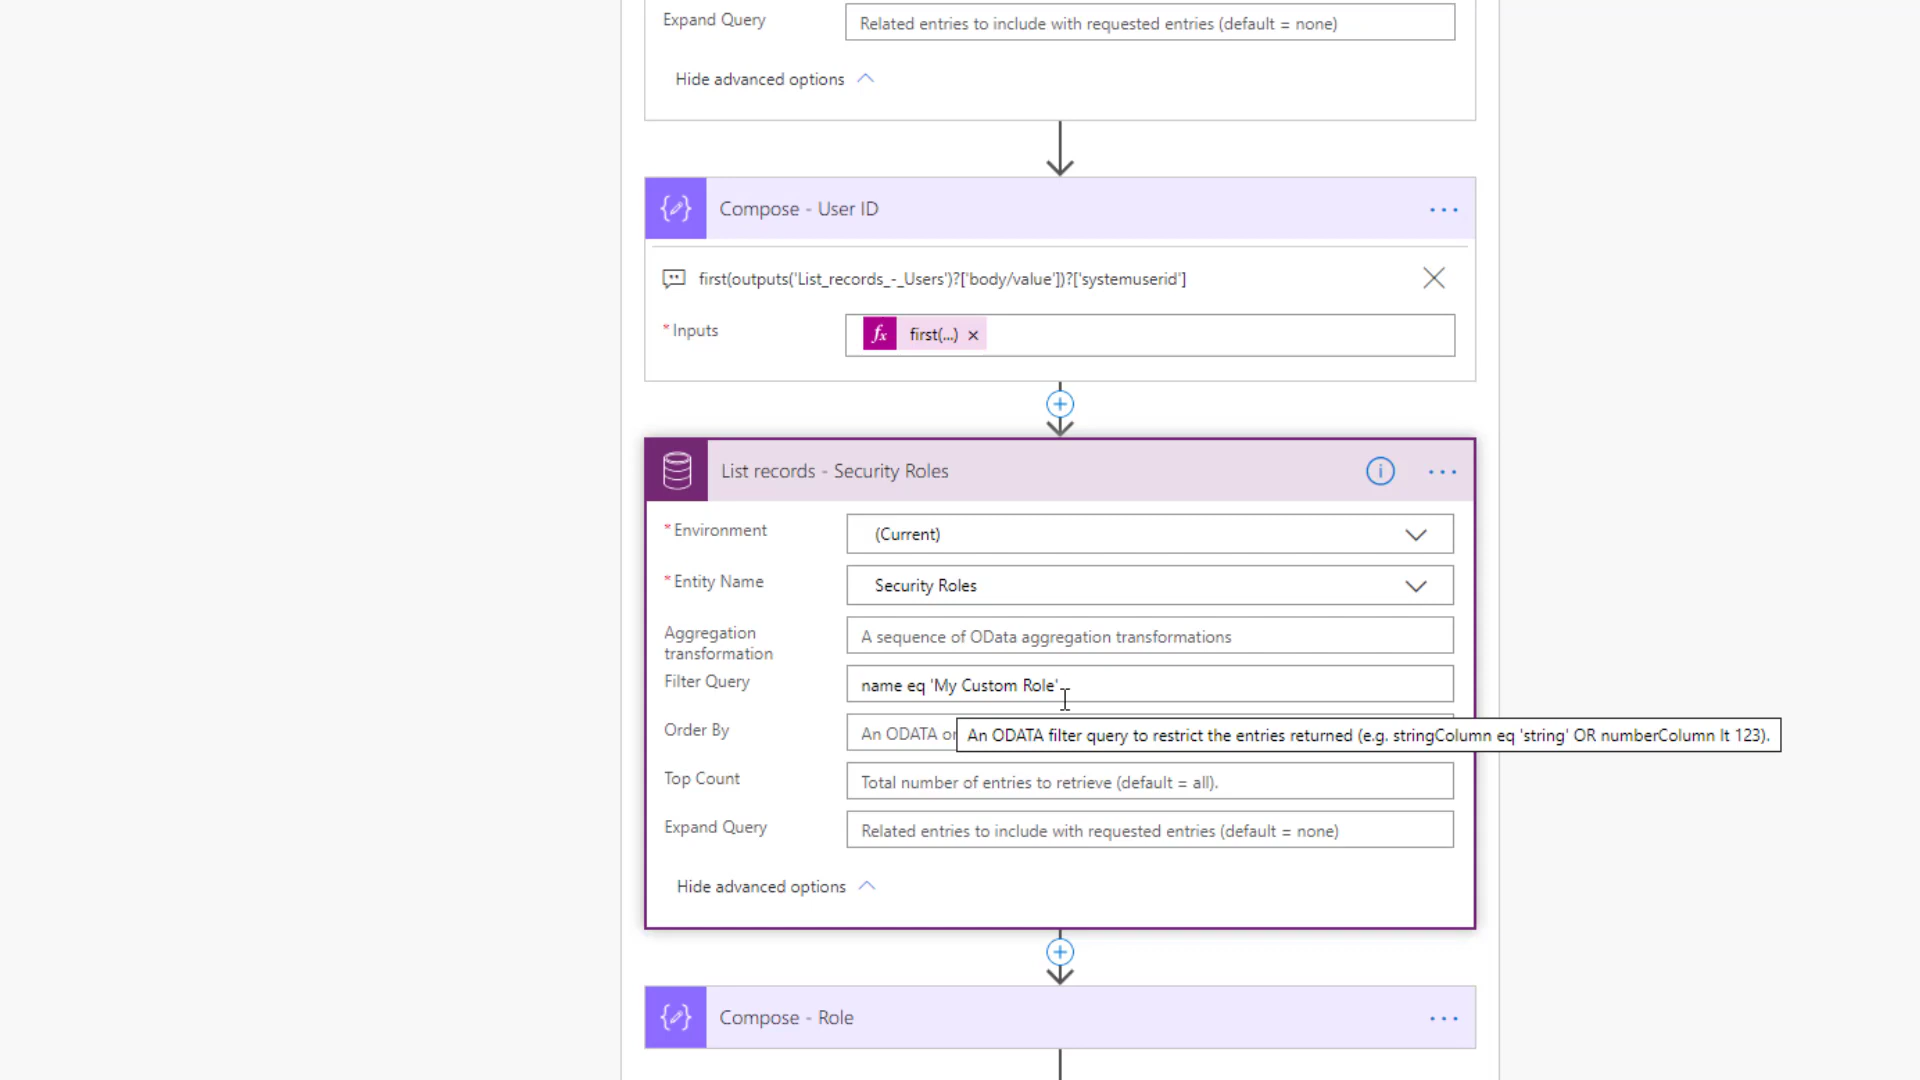 Expand Query
Related entries to include with requested entries (default = none)
Hide advanced options
Compose - User ID
...
first(outputs('List_records_-_Users')?['body/value'])?['systemuserid']
* Inputs
fx first(...) ×
List records - Security Roles
i
...
* Environment
(Current)
* Entity Name
Security Roles
Aggregation
transformation
A sequence of OData aggregation transformations
Filter Query
name eq 'My Custom Role'
Order By
An ODATA or
An ODATA filter query to restrict the entries returned (e.g. stringColumn eq 'string' OR numberColumn lt 123).
Top Count
Total number of entries to retrieve (default = all).
Expand Query
Related entries to include with requested entries (default = none)
Hide advanced options
Compose - Role
...